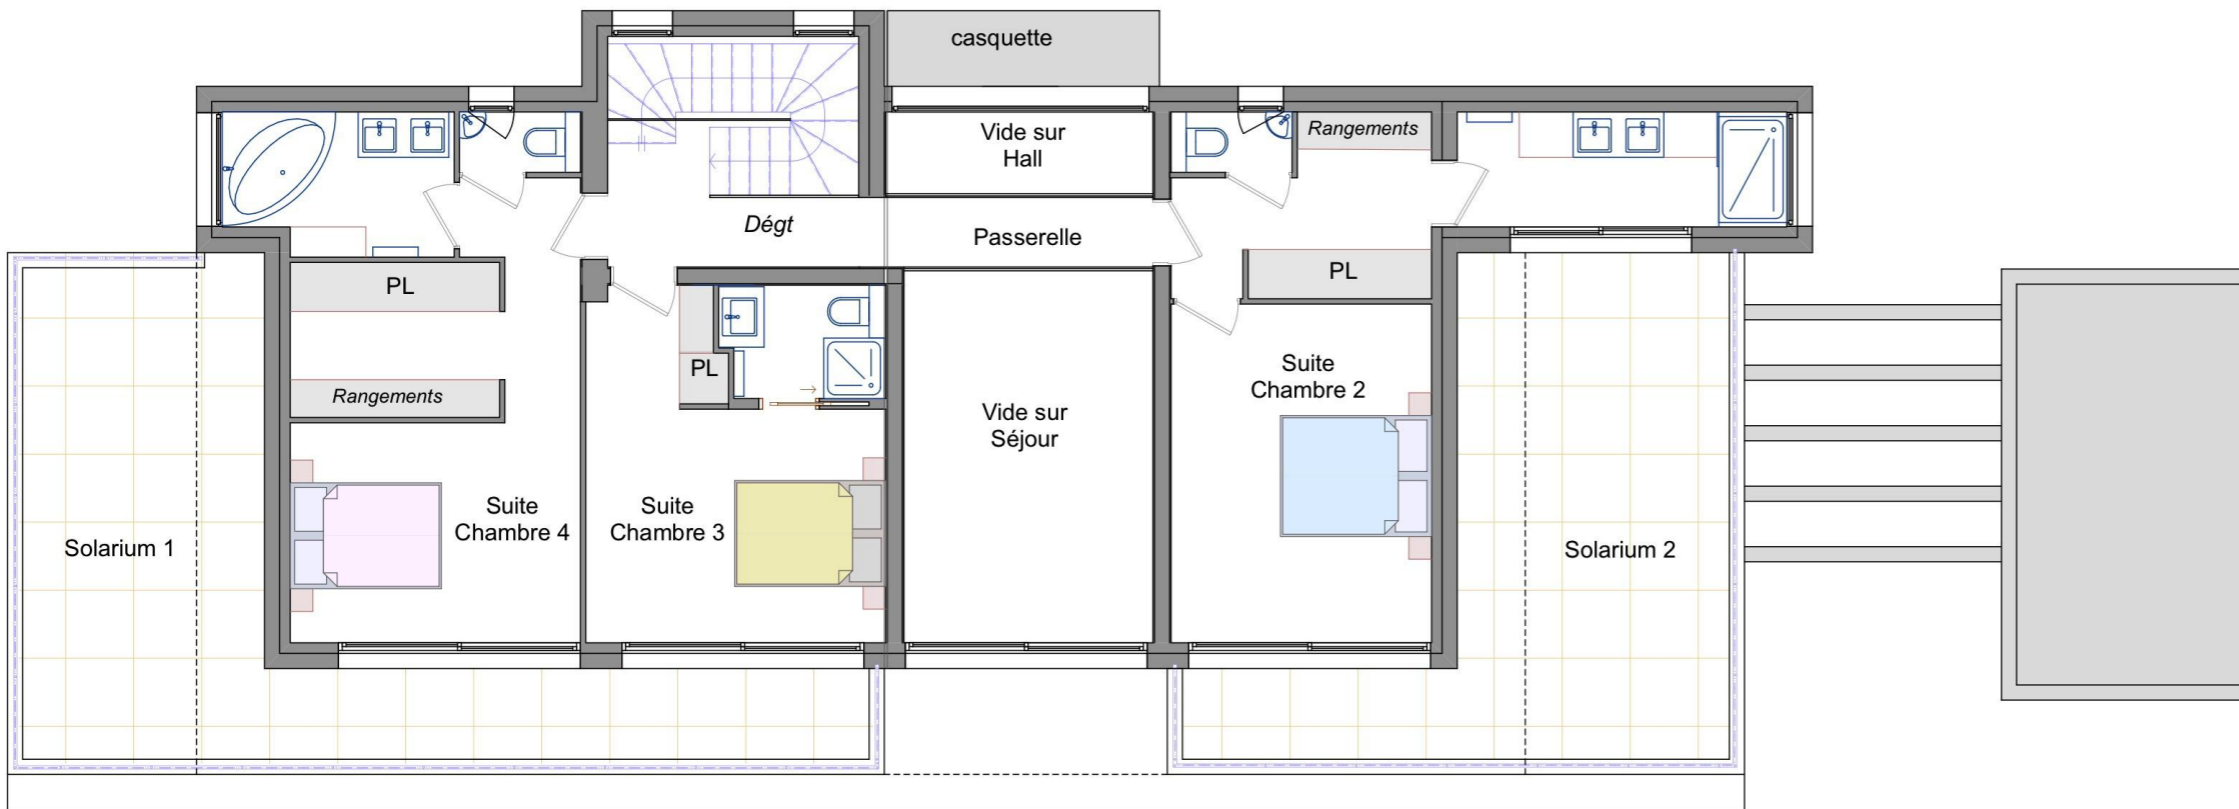 casquette
Vide sur
Hall
Rangements
Dégt
Passerelle
PL
PL
Rangements
PL
Suite
Chambre 2
Vide sur
Séjour
Suite
Chambre 4
Suite
Chambre 3
Solarium 1
Solarium 2